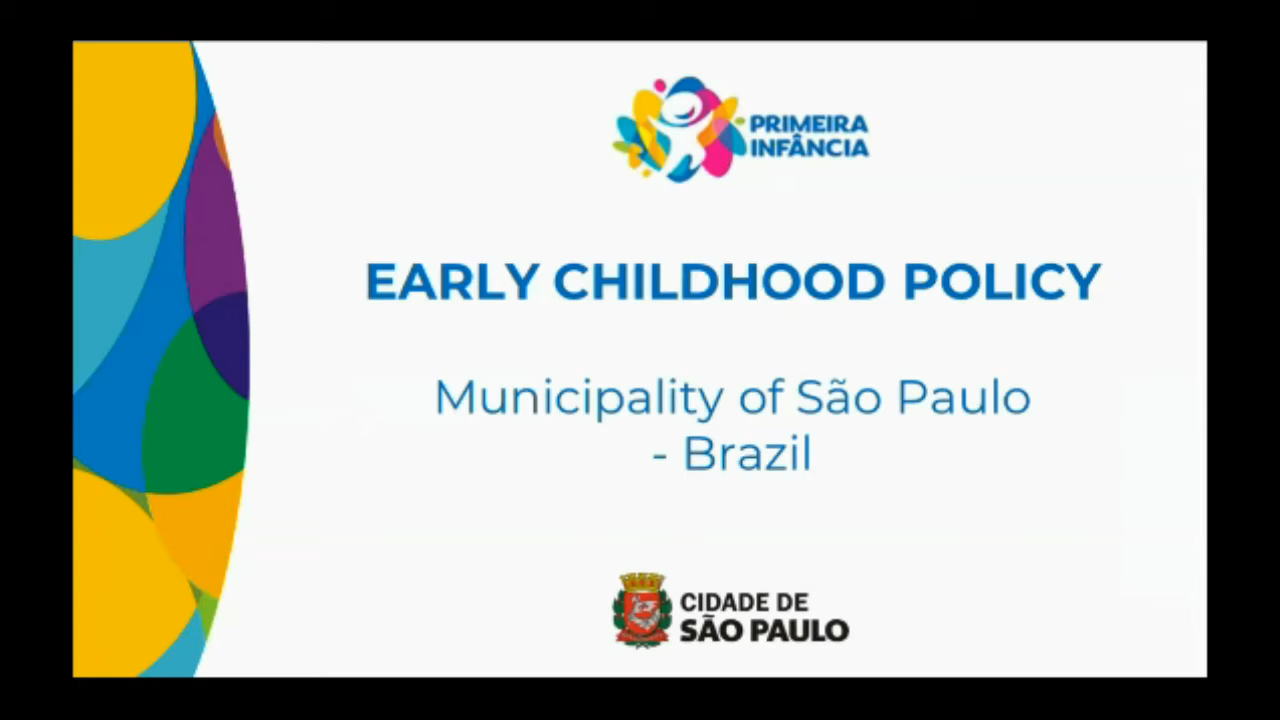 PRIMEIRA
INFÂNCIA
EARLY CHILDHOOD POLICY
Municipality of São Paulo
- Brazil
CIDADE DE
SÃO PAULO